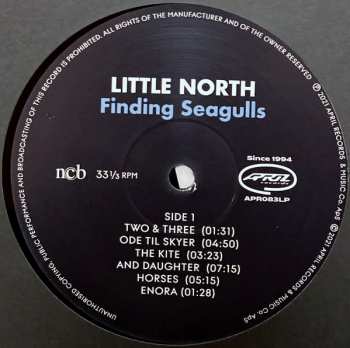 ALL RIGHTS OF THE MANUFACTURER AND OF THE OWNER RESERVED
UNAUTHORISED COPYING, PUBLIC PERFORMANCE AND BROADCASTING OF THIS RECORD IS PROHIBITED.
Ⓟ 2021 APRIL RECORDS & MUSIC Co. ApS
© 2021 APRIL RECORDS & MUSIC Co. ApS
LITTLE NORTH
Finding Seagulls
ncb 33⅓ RPM
Since 1994
APRIL
RECORDS
APR083LP
SIDE 1
TWO & THREE (01:31)
ODE TIL SKYER (04:50)
THE KITE (03:23)
AND DAUGHTER (07:15)
HORSES (05:15)
ENORA (01:28)